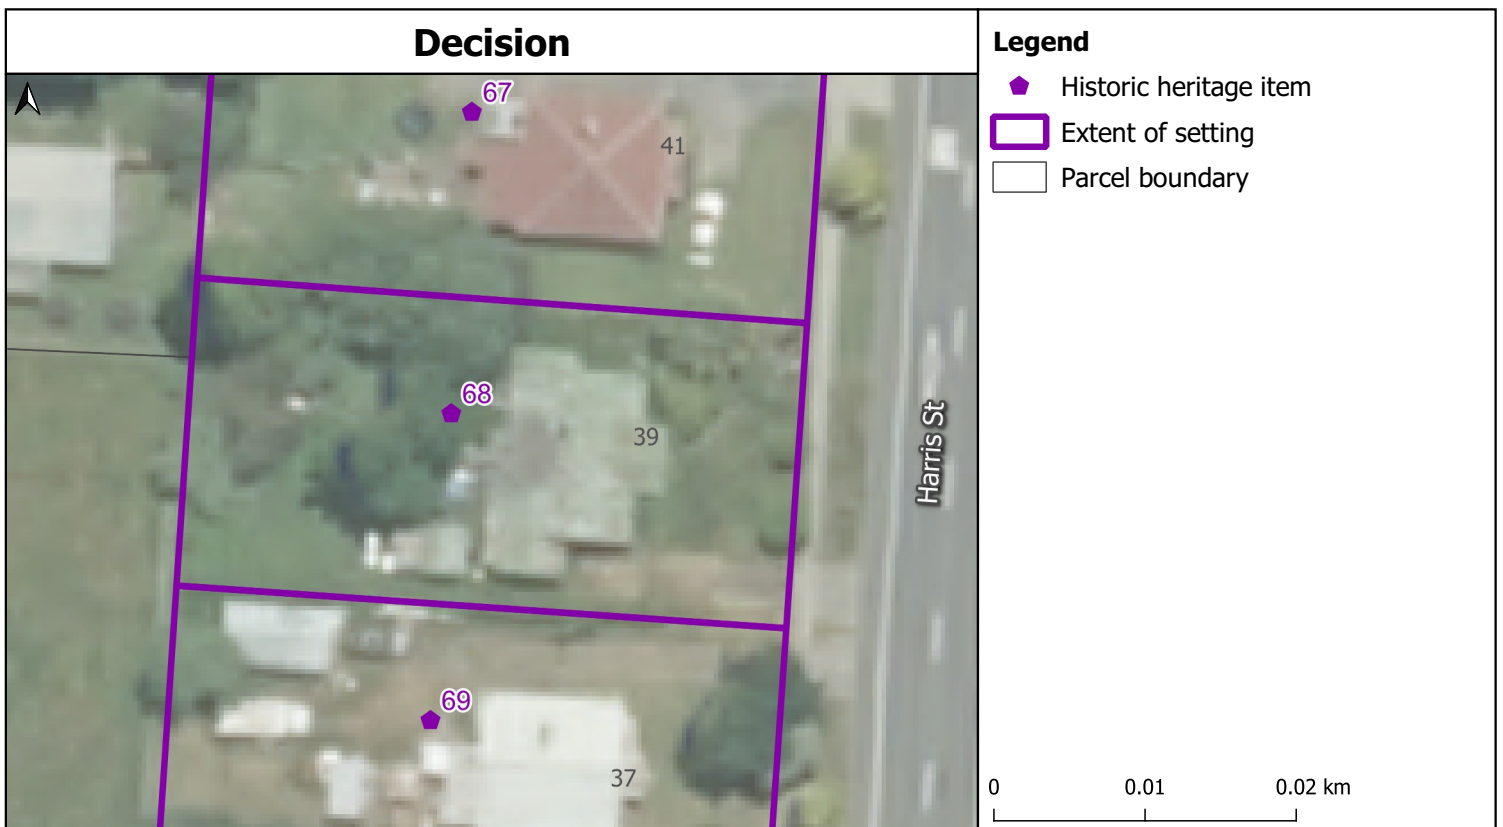 Decision
Legend
Historic heritage item
Extent of setting
Parcel boundary
67
41
68
39
Harris St
69
37
0 0.01 0.02 km